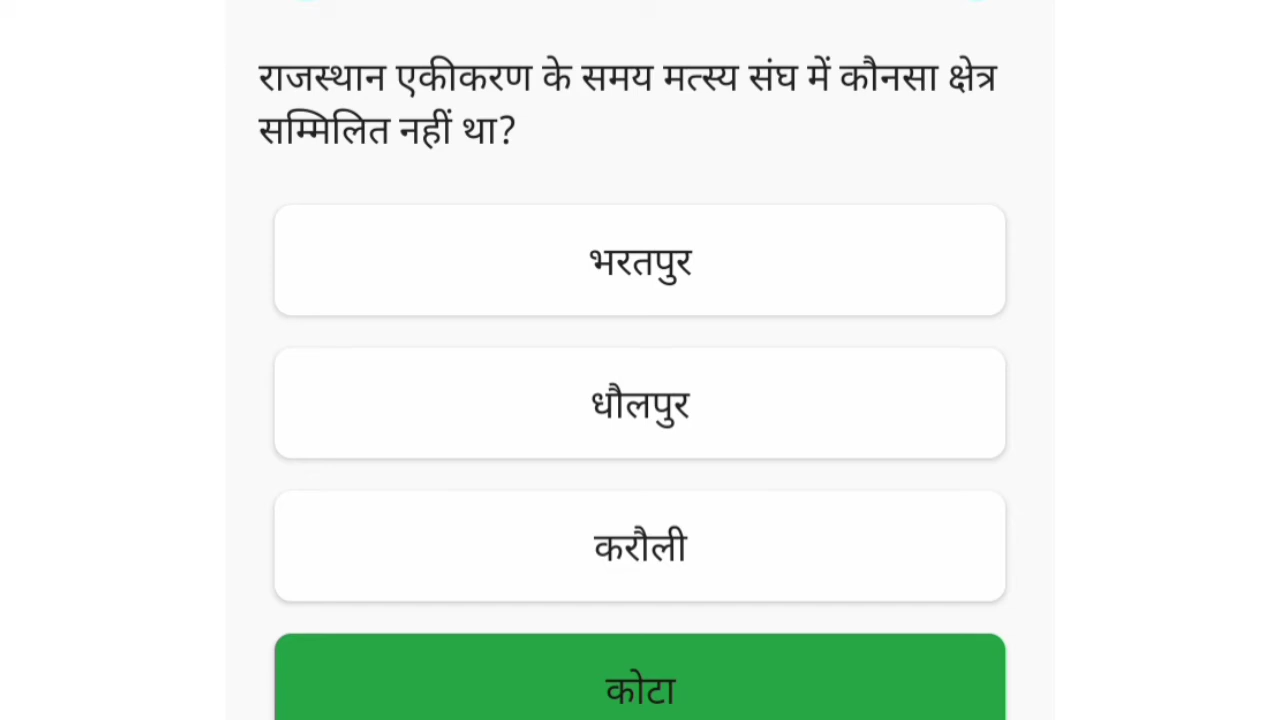 राजस्थान एकीकरण के समय मत्स्य संघ में कौनसा क्षेत्र
सम्मिलित नहीं था?
भरतपुर
धौलपुर
करौली
कोटा